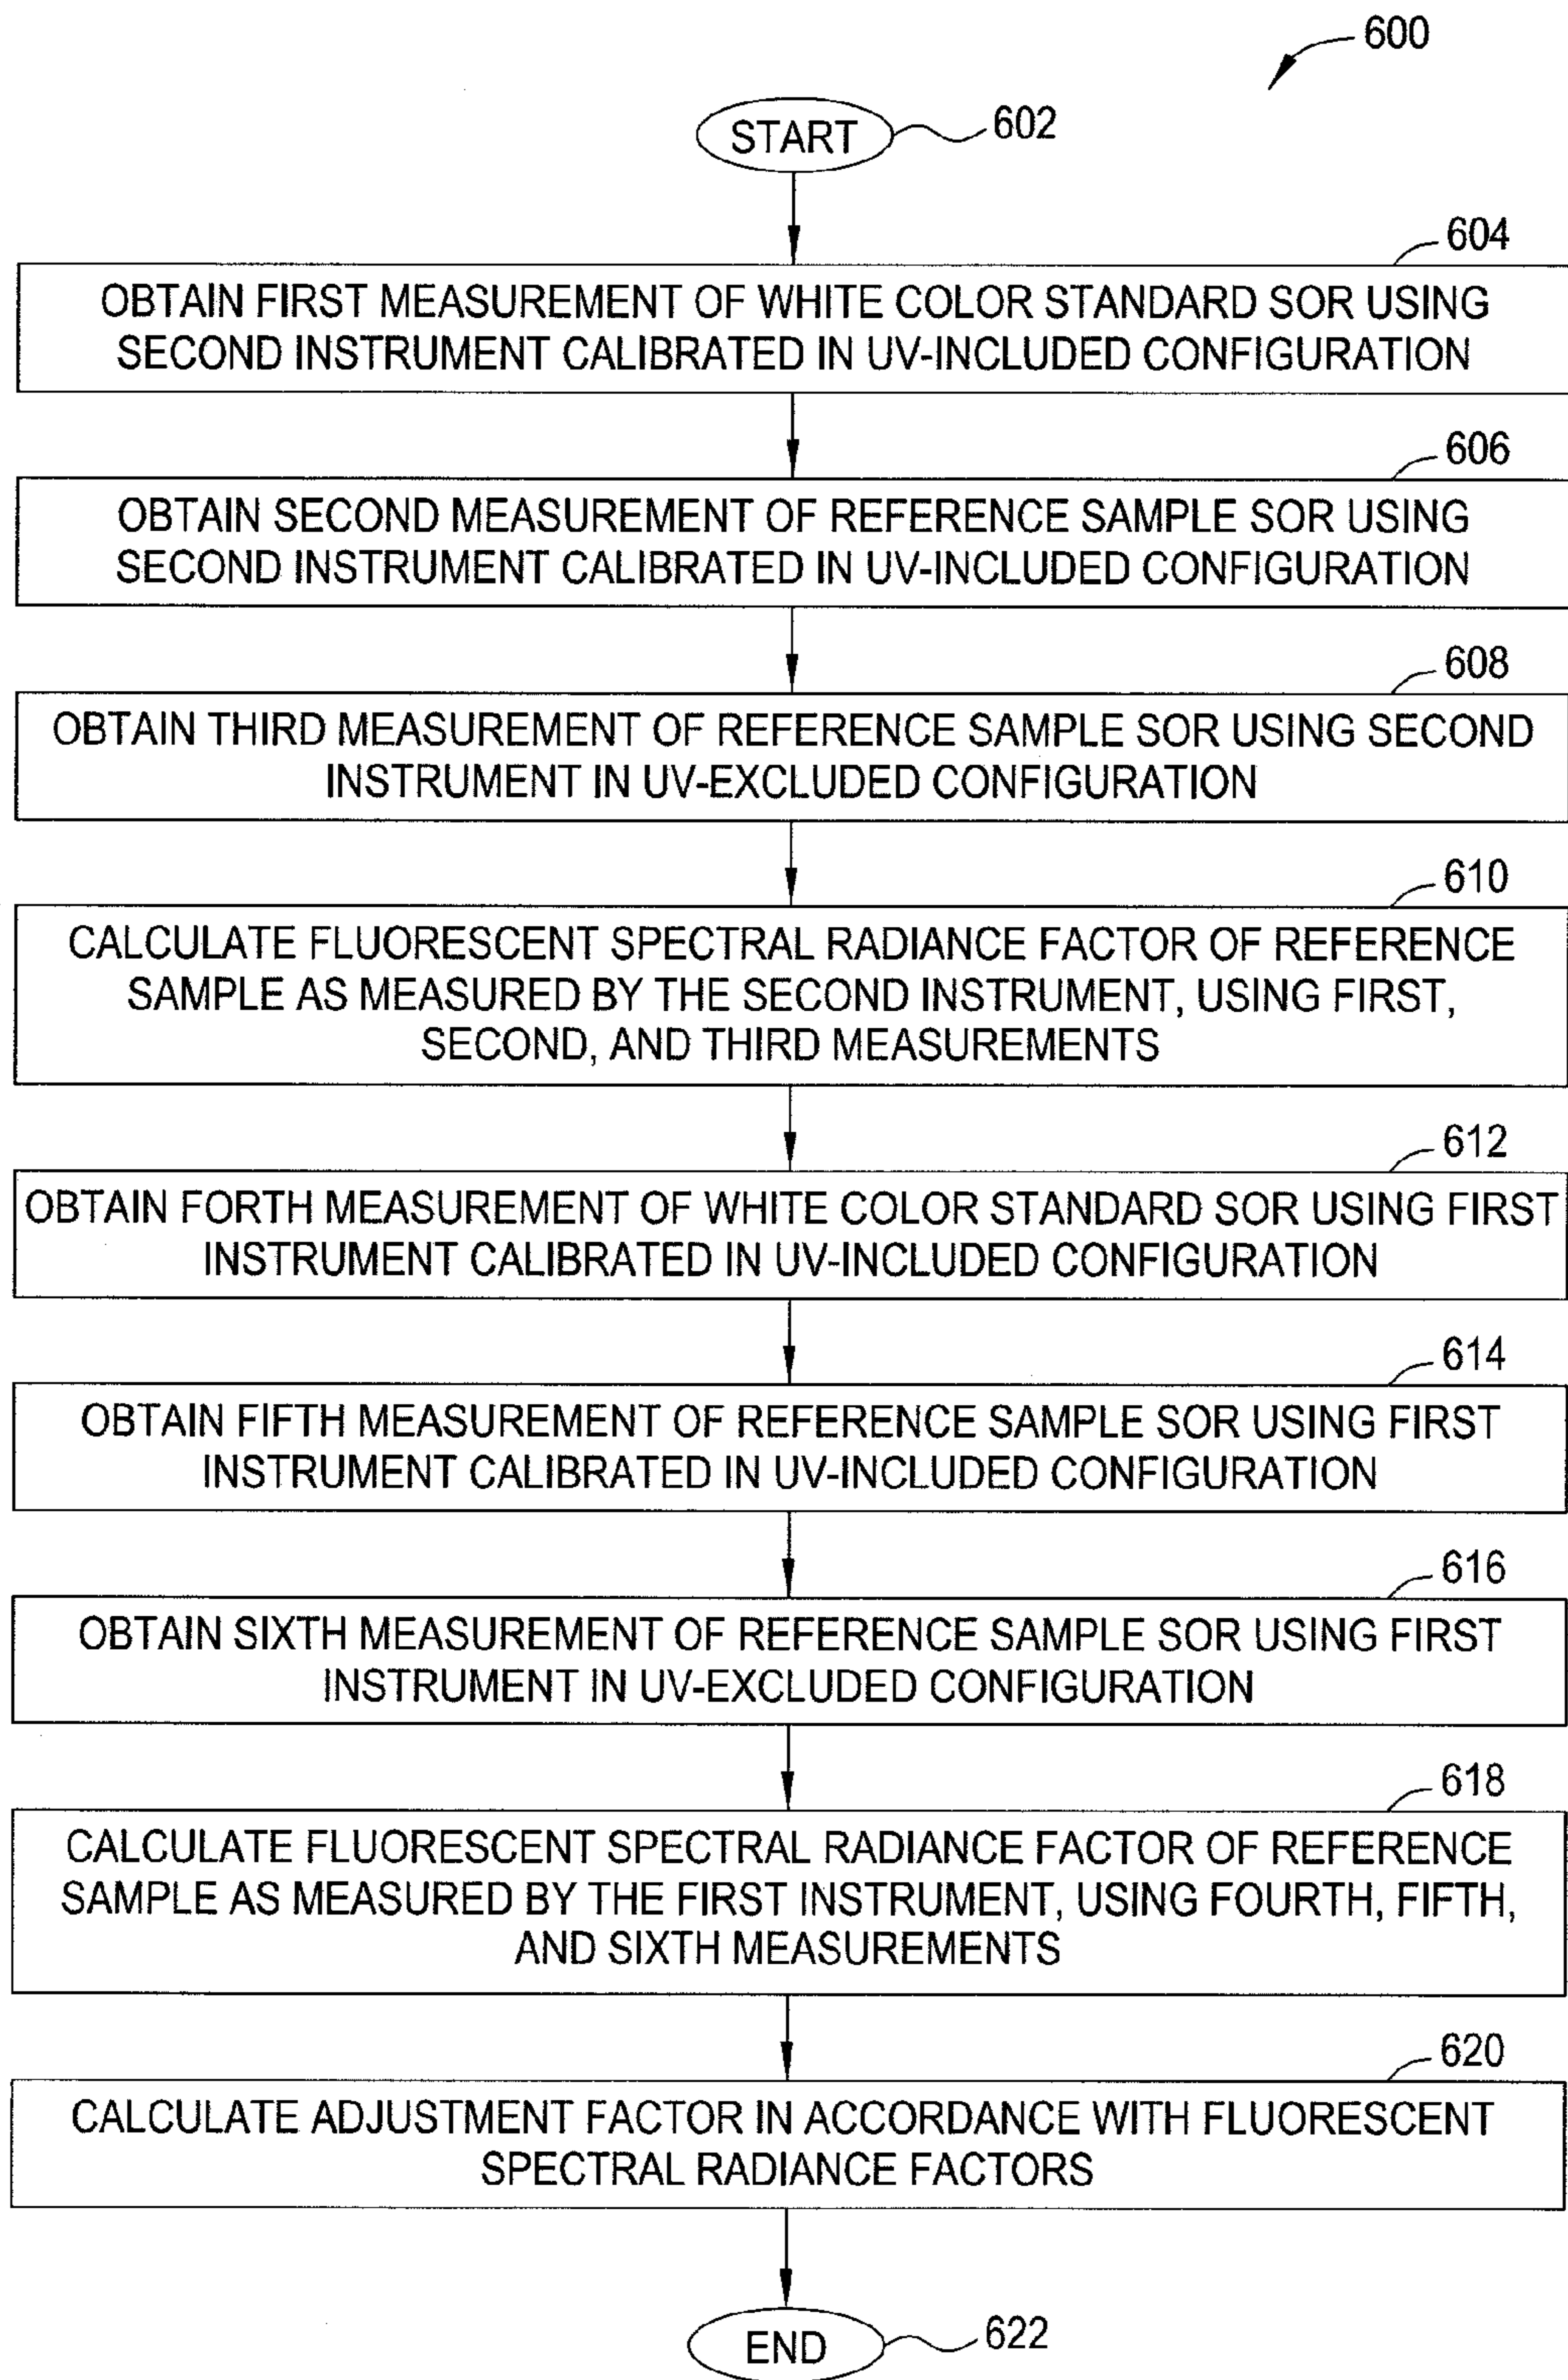 600
START
602
604
OBTAIN FIRST MEASUREMENT OF WHITE COLOR STANDARD SOR USING
SECOND INSTRUMENT CALIBRATED IN UV-INCLUDED CONFIGURATION
606
OBTAIN SECOND MEASUREMENT OF REFERENCE SAMPLE SOR USING
SECOND INSTRUMENT CALIBRATED IN UV-INCLUDED CONFIGURATION
608
OBTAIN THIRD MEASUREMENT OF REFERENCE SAMPLE SOR USING SECOND
INSTRUMENT IN UV-EXCLUDED CONFIGURATION
610
CALCULATE FLUORESCENT SPECTRAL RADIANCE FACTOR OF REFERENCE
SAMPLE AS MEASURED BY THE SECOND INSTRUMENT, USING FIRST,
SECOND, AND THIRD MEASUREMENTS
612
OBTAIN FORTH MEASUREMENT OF WHITE COLOR STANDARD SOR USING FIRST
INSTRUMENT CALIBRATED IN UV-INCLUDED CONFIGURATION
614
OBTAIN FIFTH MEASUREMENT OF REFERENCE SAMPLE SOR USING FIRST
INSTRUMENT CALIBRATED IN UV-INCLUDED CONFIGURATION
616
OBTAIN SIXTH MEASUREMENT OF REFERENCE SAMPLE SOR USING FIRST
INSTRUMENT IN UV-EXCLUDED CONFIGURATION
618
CALCULATE FLUORESCENT SPECTRAL RADIANCE FACTOR OF REFERENCE
SAMPLE AS MEASURED BY THE FIRST INSTRUMENT, USING FOURTH, FIFTH,
AND SIXTH MEASUREMENTS
620
CALCULATE ADJUSTMENT FACTOR IN ACCORDANCE WITH FLUORESCENT
SPECTRAL RADIANCE FACTORS
END
622